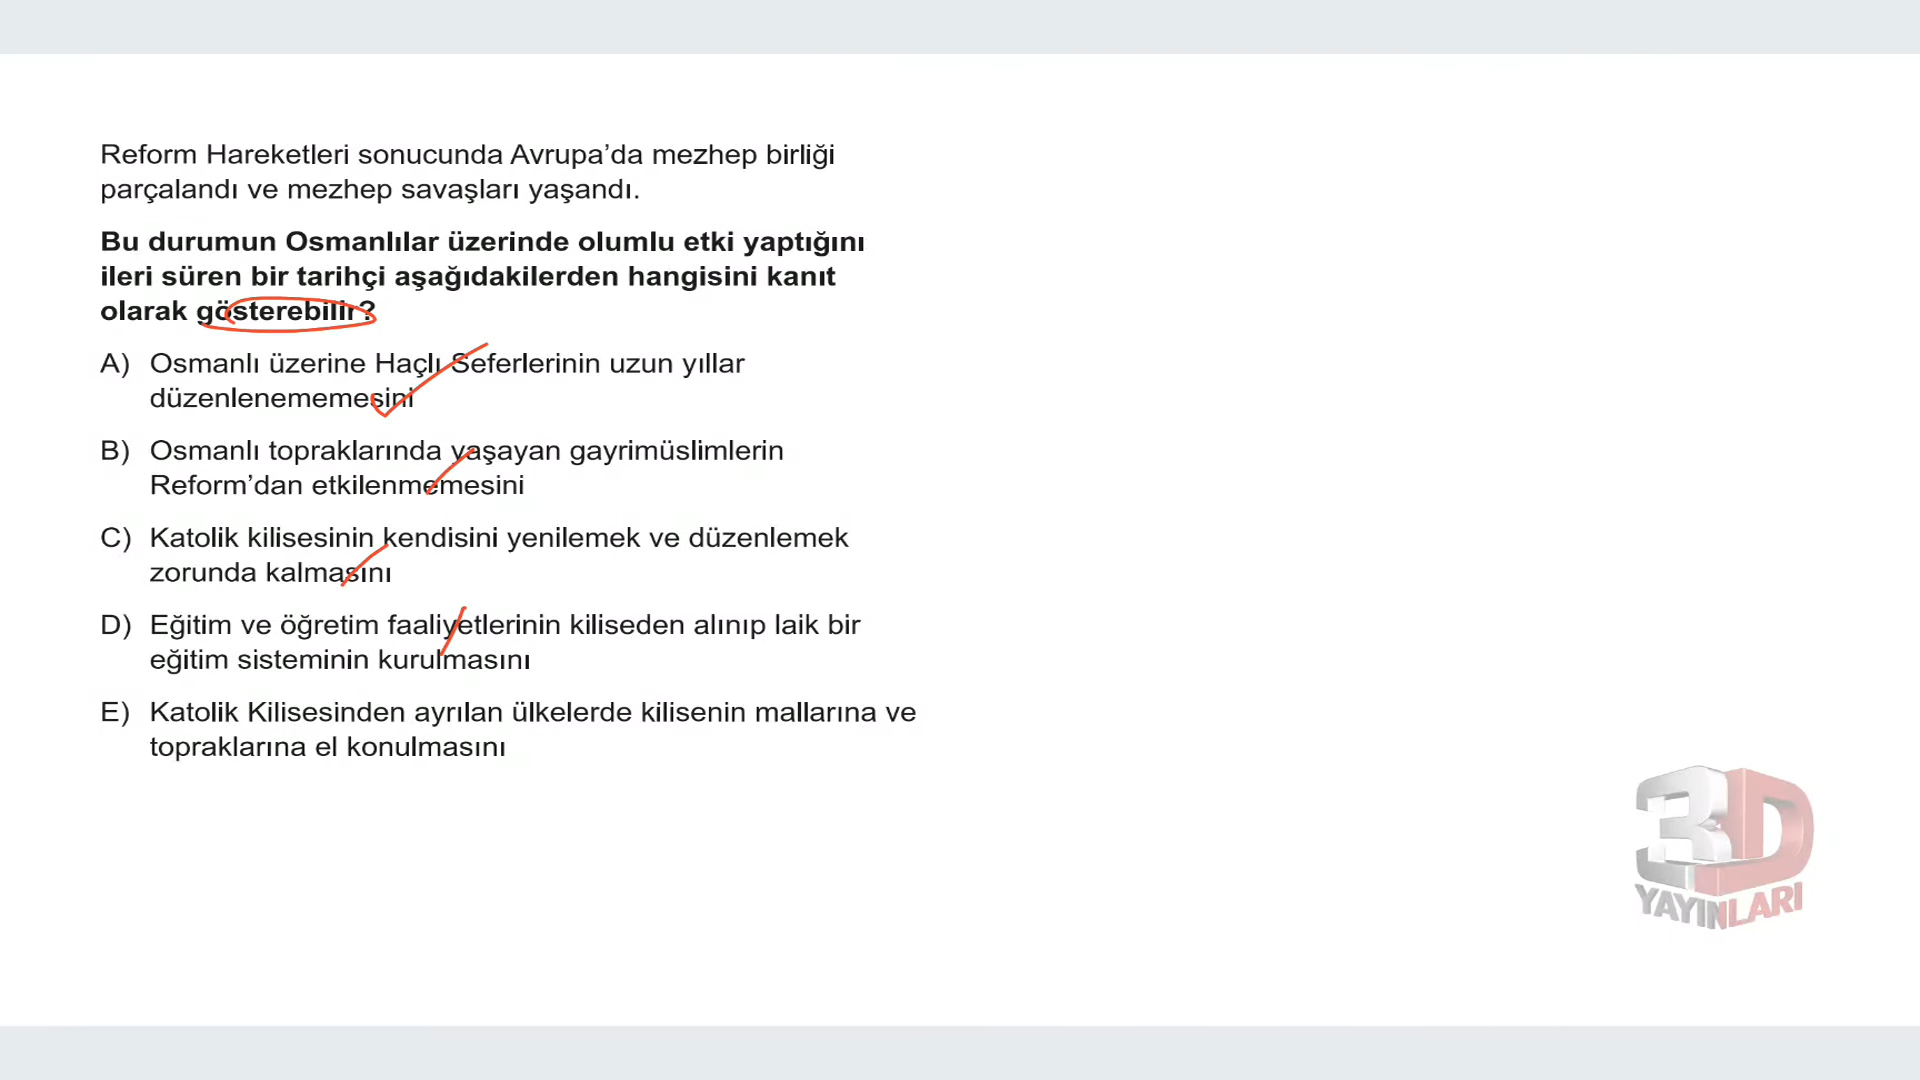 Reform Hareketleri sonucunda Avrupa’da mezhep birliği
parçalandı ve mezhep savaşları yaşandı.
Bu durumun Osmanlılar üzerinde olumlu etki yaptığını
ileri süren bir tarihçi aşağıdakilerden hangisini kanıt
olarak gösterebilir?
A) Osmanlı üzerine Haçlı Seferlerinin uzun yıllar
düzenlenememesini
B) Osmanlı topraklarında yaşayan gayrimüslimlerin
Reform’dan etkilenmemesini
C) Katolik kilisesinin kendisini yenilemek ve düzenlemek
zorunda kalmasını
D) Eğitim ve öğretim faaliyetlerinin kiliseden alınıp laik bir
eğitim sisteminin kurulmasını
E) Katolik Kilisesinden ayrılan ülkelerde kilisenin mallarına ve
topraklarına el konulmasını
3D
YAYINLARI